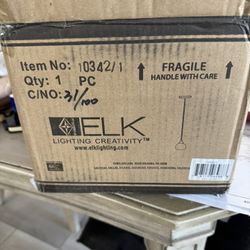 Item No: 10342/1
Qty: 1 PC
C/NO: 31/100
FRAGILE
HANDLE WITH CARE
ELK
LIGHTING CREATIVITY™
www.elklighting.com